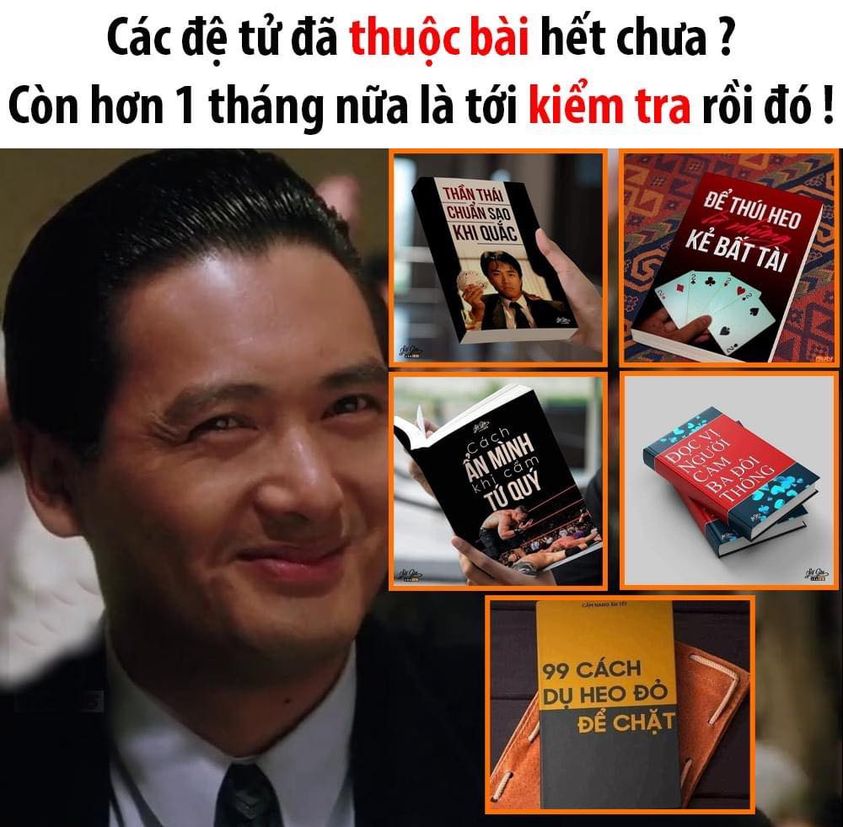 Các đệ tử đã thuộc bài hết chưa ?
Còn hơn 1 tháng nữa là tới kiểm tra rồi đó !
THẦN THÁI
CHUẨN SAO
KHI QUẮC
ĐỂ THÚI HEO
KẺ BẤT TÀI
Cách
ẨN MÌNH
khi cầm
TỨ QUÝ
ĐỌC VỊ
NGƯỜI
CẦM
BA ĐÔI
THÔNG
CẨM NANG ĂN TẾT
99 CÁCH
DỤ HEO ĐỎ
ĐỂ CHẶT